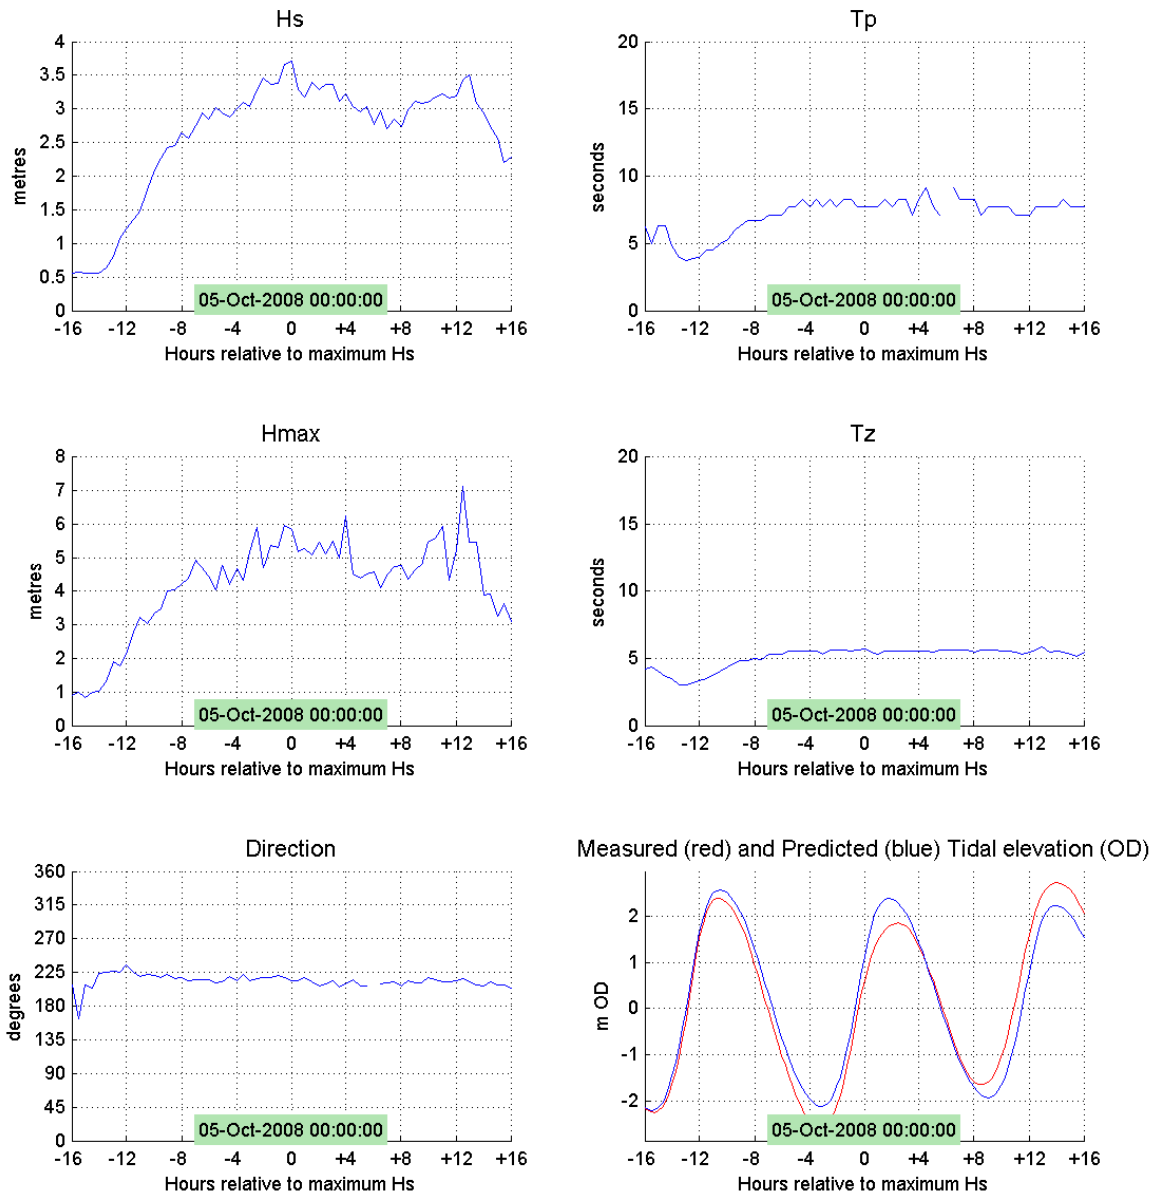 Hs
4
3.5
3
2.5
2
1.5
1
0.5
0
metres
05-Oct-2008 00:00:00
-16 -12 -8 -4 0 +4 +8 +12 +16
Hours relative to maximum Hs
Tp
20
15
10
5
0
seconds
05-Oct-2008 00:00:00
-16 -12 -8 -4 0 +4 +8 +12 +16
Hours relative to maximum Hs
Hmax
8
7
6
5
4
3
2
1
0
metres
05-Oct-2008 00:00:00
-16 -12 -8 -4 0 +4 +8 +12 +16
Hours relative to maximum Hs
Tz
20
15
10
5
0
seconds
05-Oct-2008 00:00:00
-16 -12 -8 -4 0 +4 +8 +12 +16
Hours relative to maximum Hs
Direction
360
315
270
225
180
135
90
45
0
degrees
05-Oct-2008 00:00:00
-16 -12 -8 -4 0 +4 +8 +12 +16
Hours relative to maximum Hs
Measured (red) and Predicted (blue) Tidal elevation (OD)
2
1
0
-1
-2
m OD
05-Oct-2008 00:00:00
-16 -12 -8 -4 0 +4 +8 +12 +16
Hours relative to maximum Hs